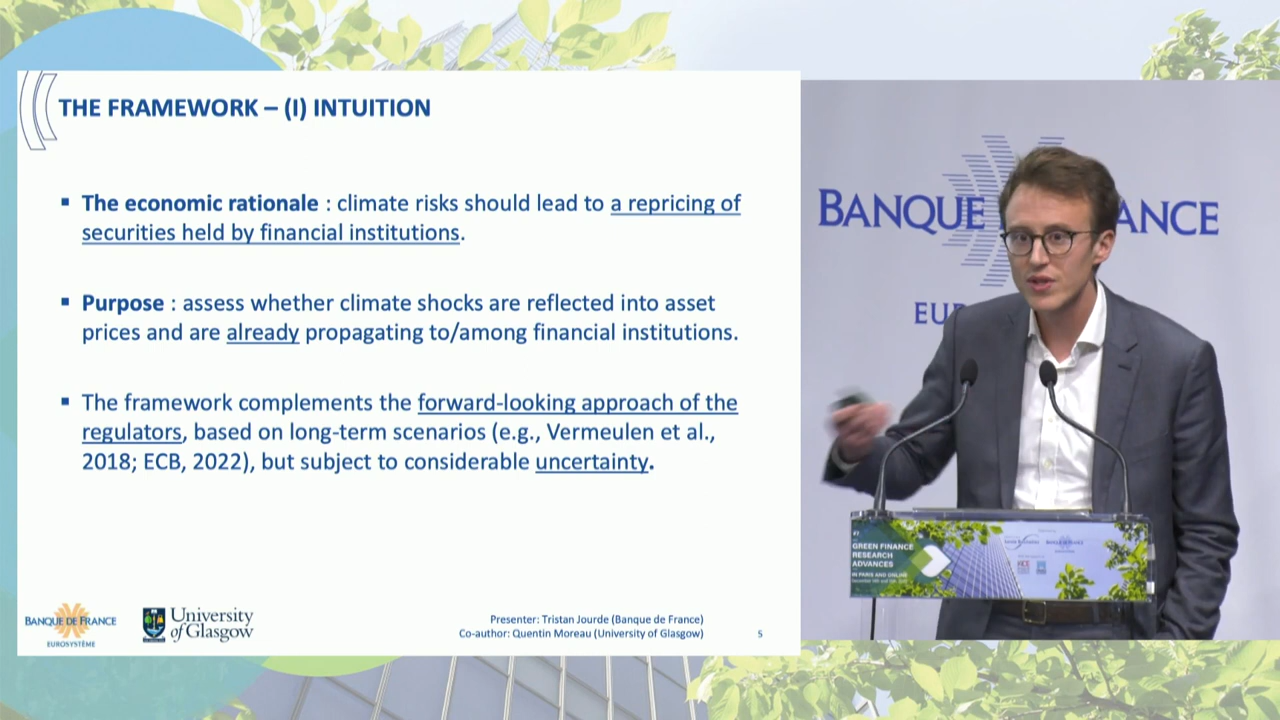 THE FRAMEWORK – (I) INTUITION
▪ The economic rationale : climate risks should lead to a repricing of
securities held by financial institutions.
▪ Purpose : assess whether climate shocks are reflected into asset
prices and are already propagating to/among financial institutions.
▪ The framework complements the forward-looking approach of the
regulators, based on long-term scenarios (e.g., Vermeulen et al.,
2018; ECB, 2022), but subject to considerable uncertainty.
BANQUE DE FRANCE
EUROSYSTÈME
University
of Glasgow
Presenter: Tristan Jourde (Banque de France)
Co-author: Quentin Moreau (University of Glasgow)
5
BANQUE ANCE
EU
GREEN FINANCE
RESEARCH
ADVANCES
IN PARIS AND ONLINE
BANQUE DE FRANCE